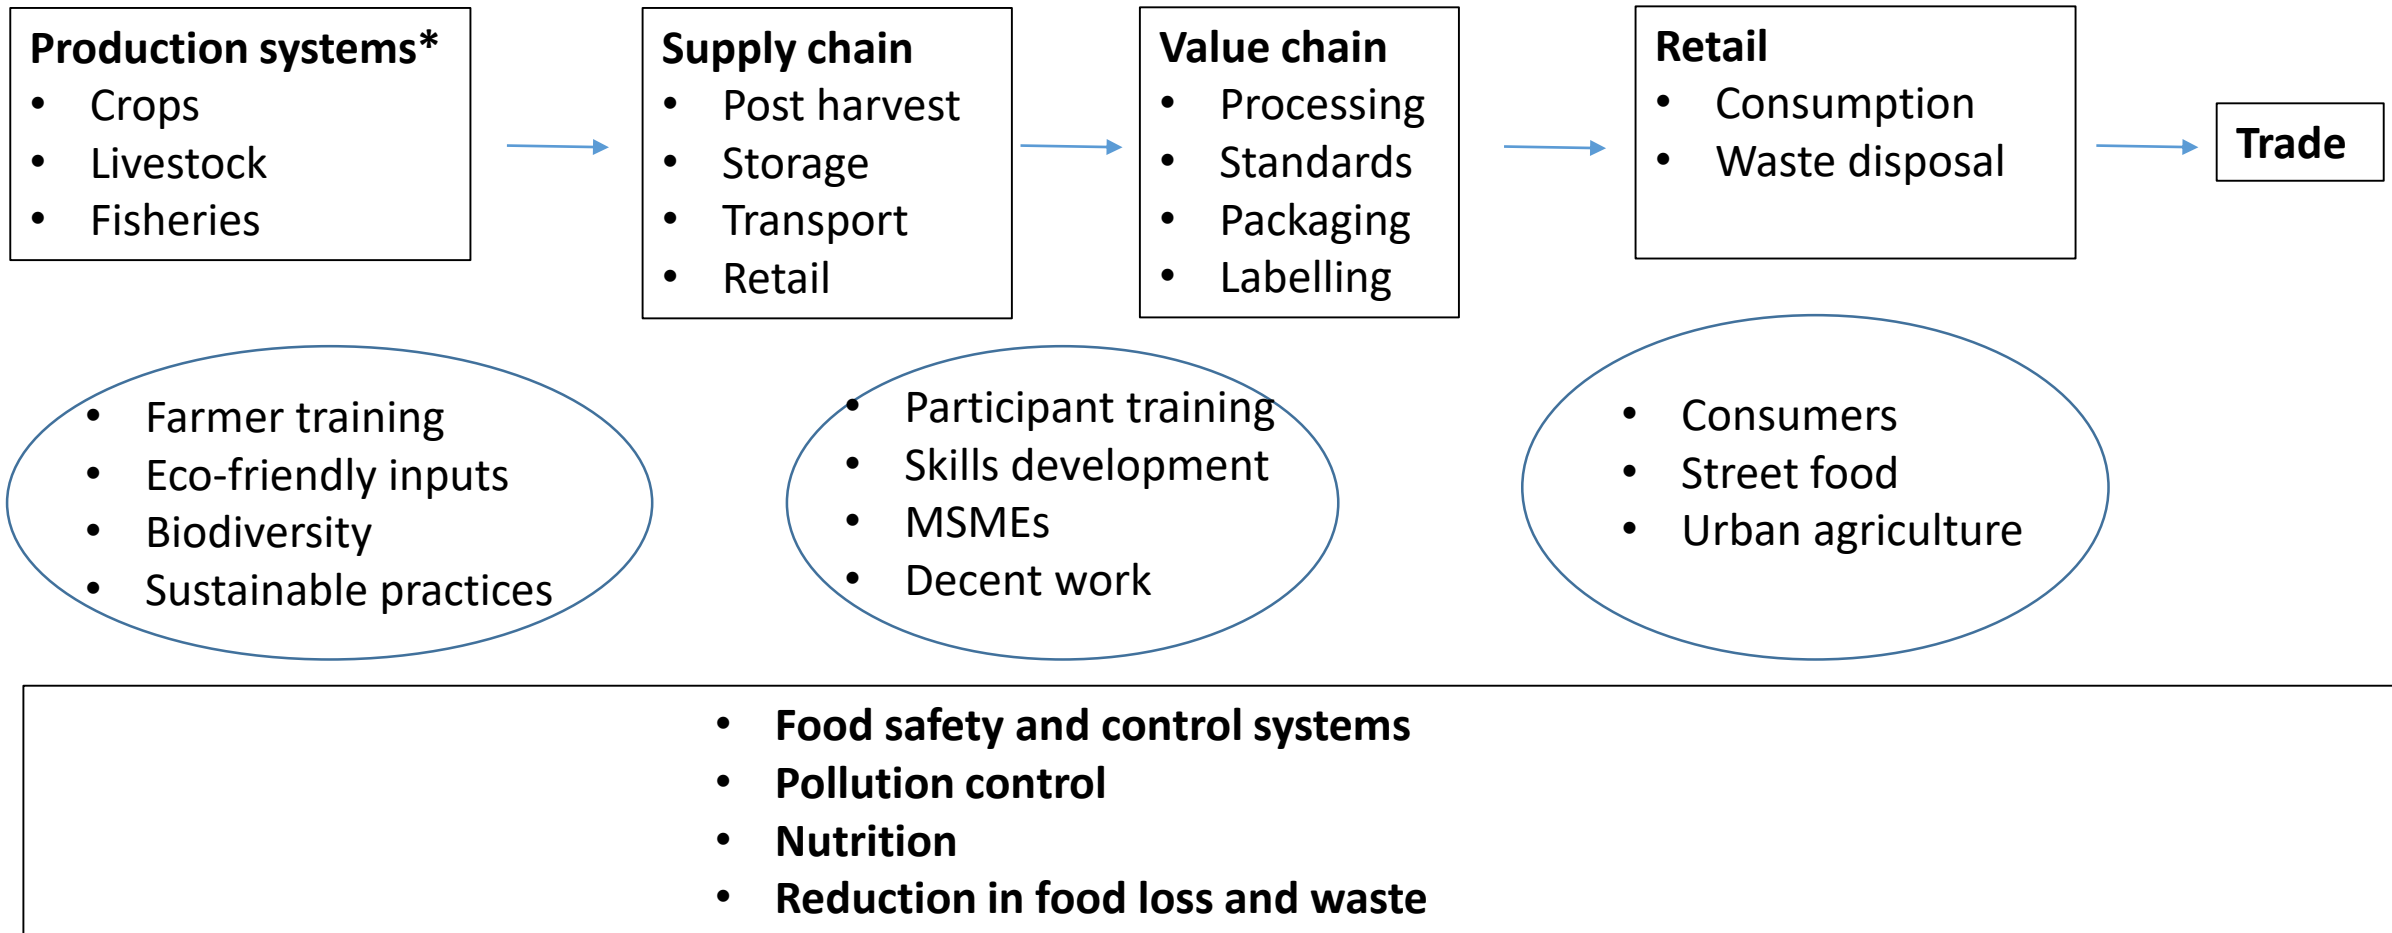 Production systems*
• Crops
• Livestock
• Fisheries
Supply chain
• Post harvest
• Storage
• Transport
• Retail
Value chain
• Processing
• Standards
• Packaging
• Labelling
Retail
• Consumption
• Waste disposal
Trade
• Farmer training
• Eco-friendly inputs
• Biodiversity
• Sustainable practices
• Participant training
• Skills development
• MSMEs
• Decent work
• Consumers
• Street food
• Urban agriculture
• Food safety and control systems
• Pollution control
• Nutrition
• Reduction in food loss and waste